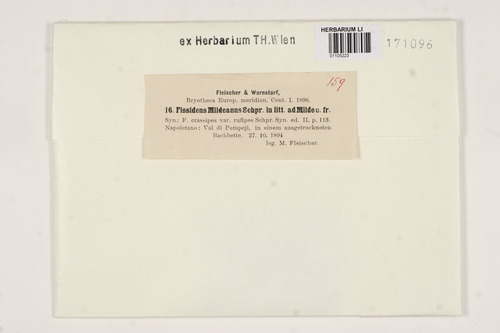 ex Herbarium TH.Wien
HERBARIUM LI
01106223
171096
159
Fleischer & Warnstorf,
Bryotheca Europ. meridion. Cent. I. 1896.
16. Fissidens Mildeanus Schpr. in litt. ad Milde c. fr.
Syn: F. crassipes var. rufipes Schpr. Syn. ed. II, p. 113.
Napoletano: Val di Pompeji, in einem ausgetrockneten
Bachbette. 27. 10. 1894
leg. M. Fleischer.